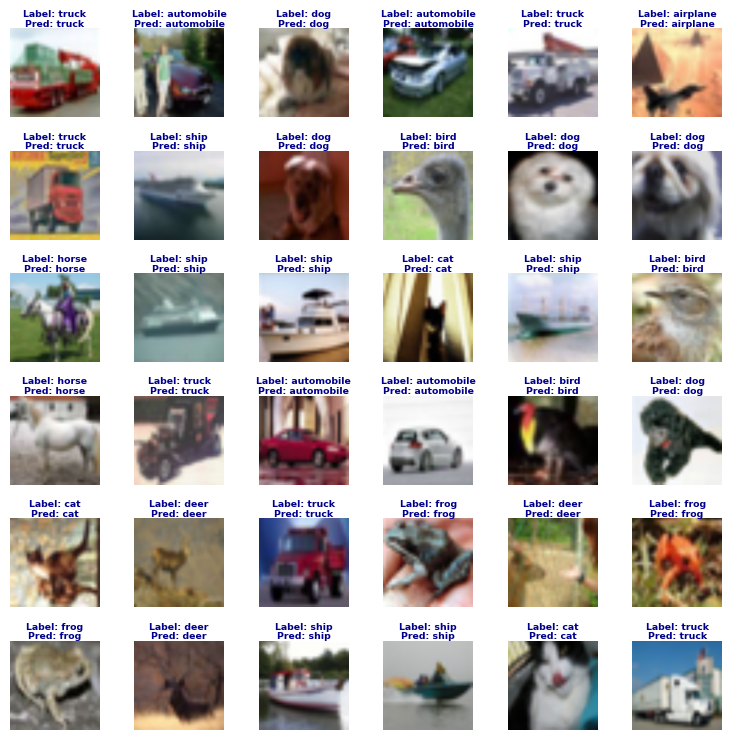 Label: truck
Pred: truck
Label: automobile
Pred: automobile
Label: dog
Pred: dog
Label: automobile
Pred: automobile
Label: truck
Pred: truck
Label: airplane
Pred: airplane
Label: truck
Pred: truck
Label: ship
Pred: ship
Label: dog
Pred: dog
Label: bird
Pred: bird
Label: dog
Pred: dog
Label: dog
Pred: dog
Label: horse
Pred: horse
Label: ship
Pred: ship
Label: ship
Pred: ship
Label: cat
Pred: cat
Label: ship
Pred: ship
Label: bird
Pred: bird
Label: horse
Pred: horse
Label: truck
Pred: truck
Label: automobile
Pred: automobile
Label: automobile
Pred: automobile
Label: bird
Pred: bird
Label: dog
Pred: dog
Label: cat
Pred: cat
Label: deer
Pred: deer
Label: truck
Pred: truck
Label: frog
Pred: frog
Label: deer
Pred: deer
Label: frog
Pred: frog
Label: frog
Pred: frog
Label: deer
Pred: deer
Label: ship
Pred: ship
Label: ship
Pred: ship
Label: cat
Pred: cat
Label: truck
Pred: truck